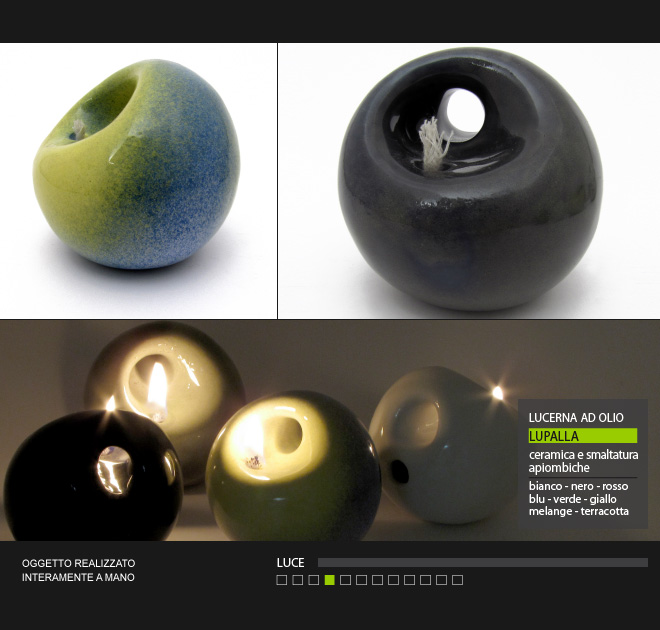 LUCERNA AD OLIO
LUPALLA
ceramica e smaltatura
apiombiche
bianco - nero - rosso
blu - verde - giallo
melange - terracotta
OGGETTO REALIZZATO
INTERAMENTE A MANO
LUCE